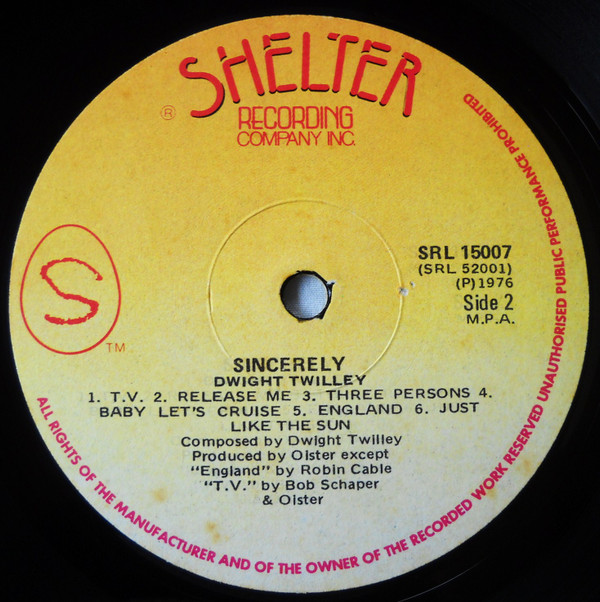 SHELTER
®
RECORDING
COMPANY INC.
SRL 15007
(SRL 52001)
(P)1976
Side 2
M.P.A.
S
TM
SINCERELY
DWIGHT TWILLEY
1. T.V. 2. RELEASE ME 3. THREE PERSONS 4.
BABY LET'S CRUISE 5. ENGLAND 6. JUST
LIKE THE SUN
Composed by Dwight Twilley
Produced by Oister except
"England" by Robin Cable
"T.V." by Bob Schaper
& Oister
ALL RIGHTS OF THE MANUFACTURER AND OF THE OWNER OF THE RECORDED WORK RESERVED UNAUTHORISED PUBLIC PERFORMANCE PROHIBITED